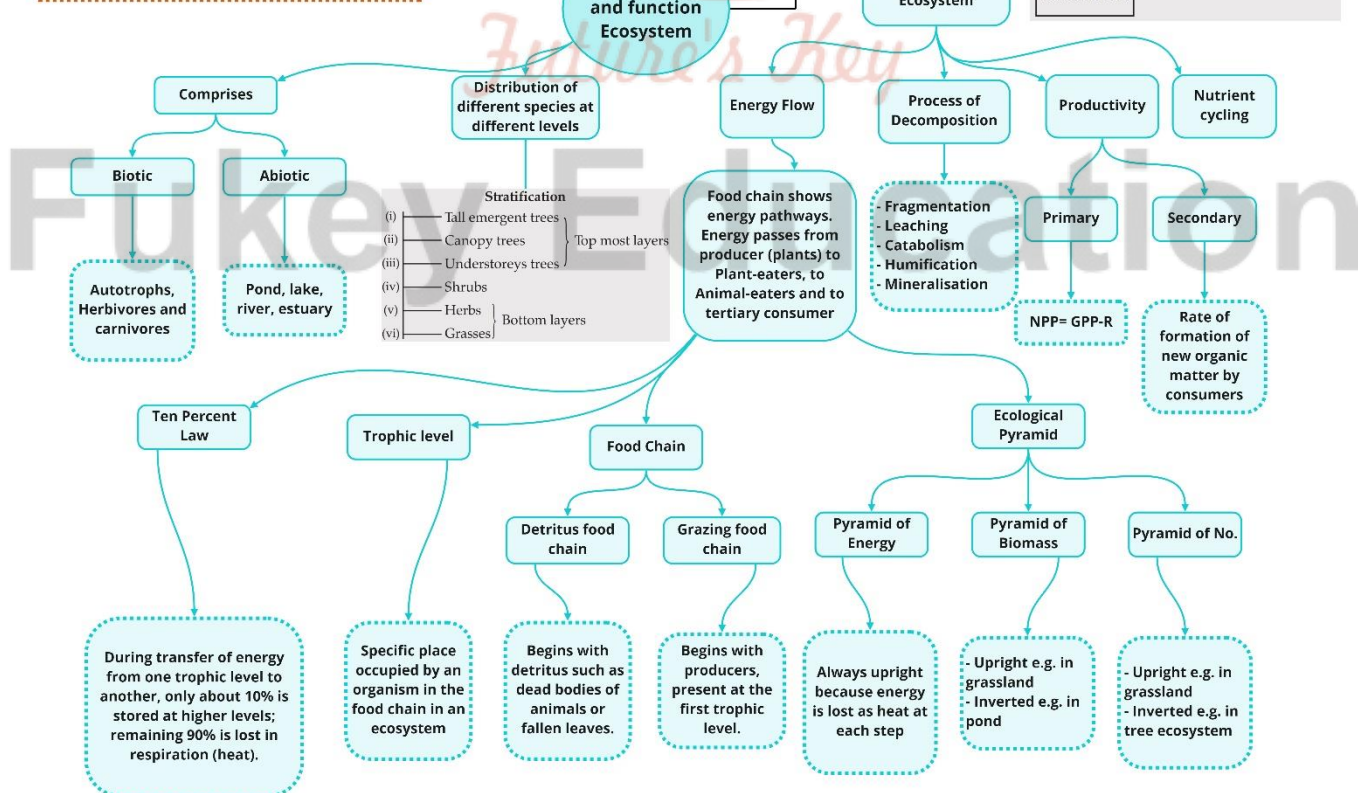 and function
Ecosystem
Ecosystem
Future's Key
Fukey Education
Comprises
Distribution of
different species at
different levels
Energy Flow
Process of
Decomposition
Productivity
Nutrient
cycling
Biotic
Abiotic
Autotrophs,
Herbivores and
carnivores
Pond, lake,
river, estuary
Stratification
(i) Tall emergent trees
(ii) Canopy trees
(iii) Understoreys trees
Top most layers
(iv) Shrubs
(v) Herbs
(vi) Grasses
Bottom layers
Food chain shows
energy pathways.
Energy passes from
producer (plants) to
Plant-eaters, to
Animal-eaters and to
tertiary consumer
- Fragmentation
- Leaching
- Catabolism
- Humification
- Mineralisation
Primary
Secondary
NPP= GPP-R
Rate of
formation of
new organic
matter by
consumers
Ten Percent
Law
Trophic level
Food Chain
Ecological
Pyramid
Detritus food
chain
Grazing food
chain
Pyramid of
Energy
Pyramid of
Biomass
Pyramid of No.
During transfer of energy
from one trophic level to
another, only about 10% is
stored at higher levels;
remaining 90% is lost in
respiration (heat).
Specific place
occupied by an
organism in the
food chain in an
ecosystem
Begins with
detritus such as
dead bodies of
animals or
fallen leaves.
Begins with
producers,
present at the
first trophic
level.
Always upright
because energy
is lost as heat at
each step
- Upright e.g. in
grassland
- Inverted e.g. in
pond
- Upright e.g. in
grassland
- Inverted e.g. in
tree ecosystem